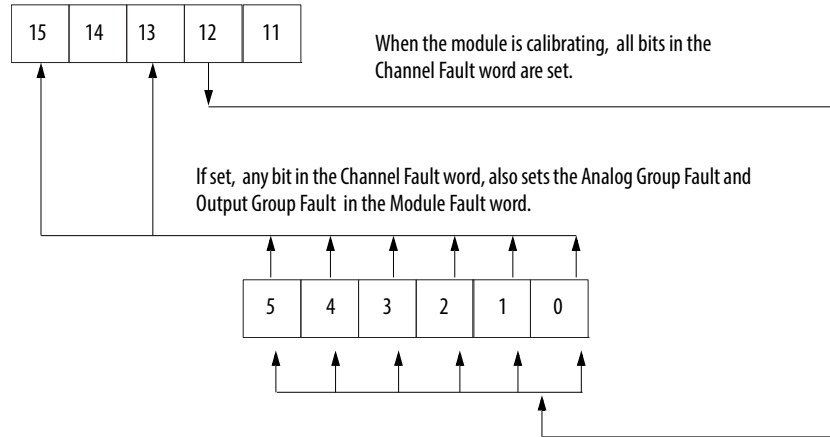 15 14 13 12 11
When the module is calibrating, all bits in the
Channel Fault word are set.
If set, any bit in the Channel Fault word, also sets the Analog Group Fault and
Output Group Fault in the Module Fault word.
5 4 3 2 1 0